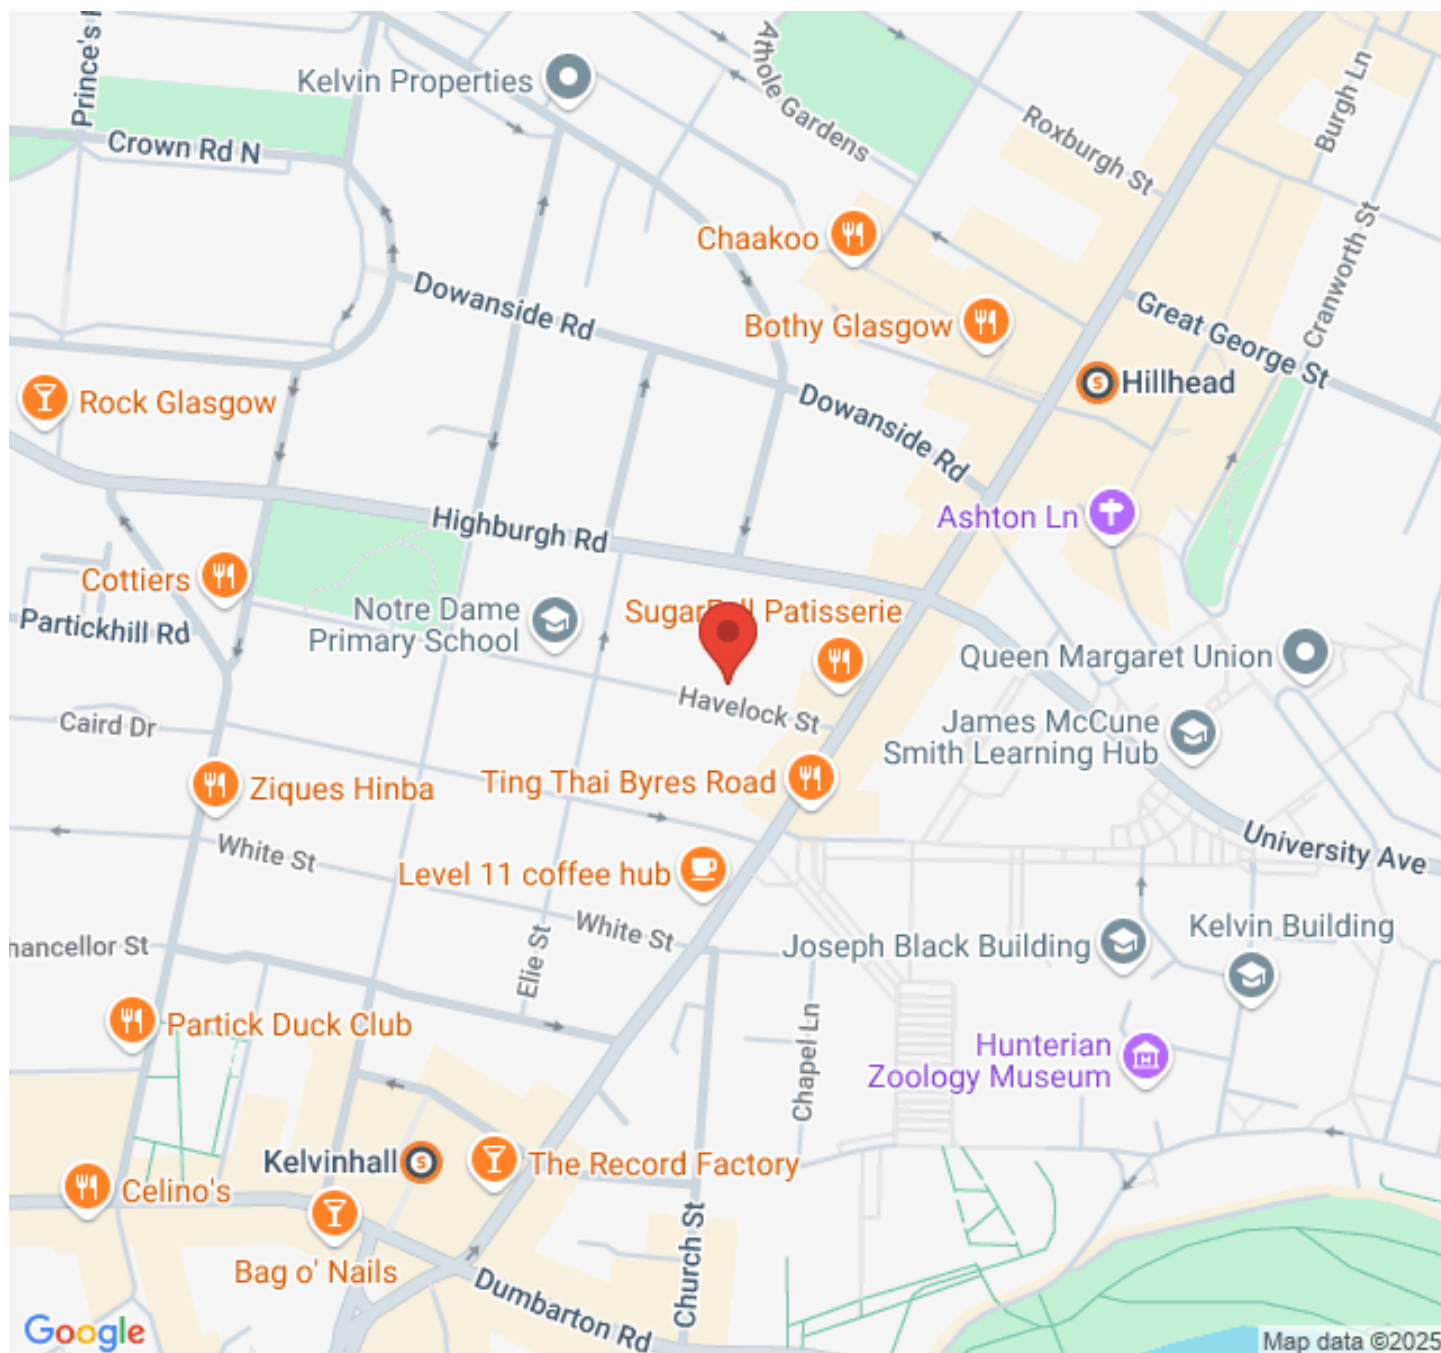 Prince's
Kelvin Properties
Athole Gardens
Burgh Ln
Crown Rd N
Roxburgh St
Chaakoo
Cranworth St
Dowanside Rd
Bothy Glasgow
Great George St
Rock Glasgow
Hillhead
Dowanside Rd
Highburgh Rd
Ashton Ln
Cottiers
Notre Dame
Primary School
Patisserie
Partickhill Rd
Queen Margaret Union
Havelock St
Caird Dr
James McCune
Smith Learning Hub
Ziques Hinba
Ting Thai Byres Road
White St
University Ave
Level 11 coffee hub
White St
Kelvin Building
hancellor St
Joseph Black Building
Elie St
Partick Duck Club
Chapel Ln
Hunterian
Zoology Museum
Kelvinhall
The Record Factory
Celino's
Church St
Bag o' Nails
Dumbarton Rd
Google
Map data ©2025